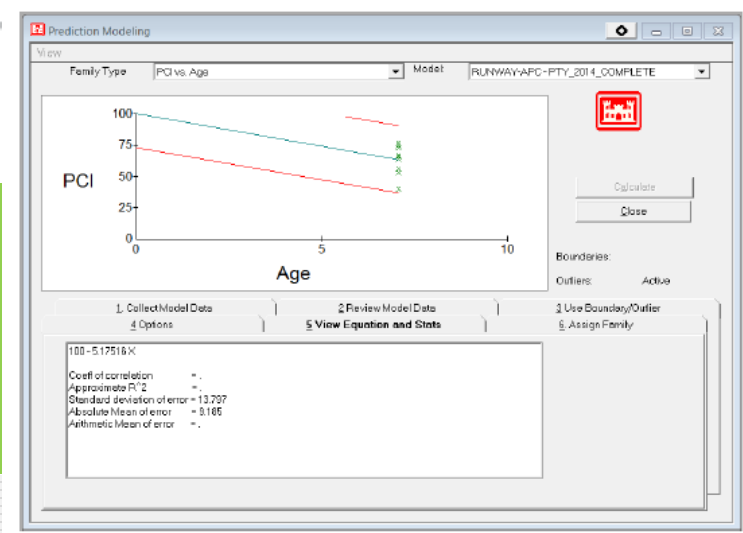 Prediction Modeling
View
Family Type PCI vs. Age Model: RUNWAY-APC-PTY_2014_COMPLETE
100
75
PCI 50
25
0
0 5 10
Age
Calculate
Close
Boundaries:
Outliers: Active
1. Collect Model Data 2 Review Model Data 3 Use Boundary/Outlier
4 Options 5 View Equation and Stats 6. Assign Family
100 - 5.17516 X
Coeff of correlation = .
Approximate R^2 = .
Standard deviation of error = 13.797
Absolute Mean of error = 9.185
Arithmetic Mean of error = .